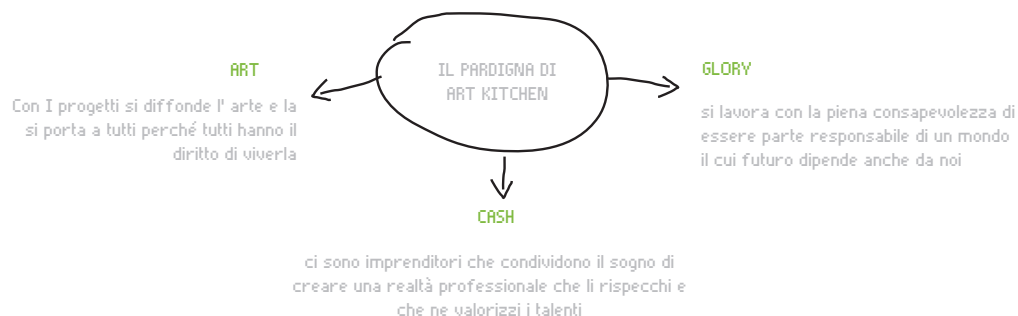 IL PARDIGNA DI
ART KITCHEN
ART
Con I progetti si diffonde l' arte e la
si porta a tutti perché tutti hanno il
diritto di viverla
GLORY
si lavora con la piena consapevolezza di
essere parte responsabile di un mondo
il cui futuro dipende anche da noi
CASH
ci sono imprenditori che condividono il sogno di
creare una realtà professionale che li rispecchi e
che ne valorizzi i talenti